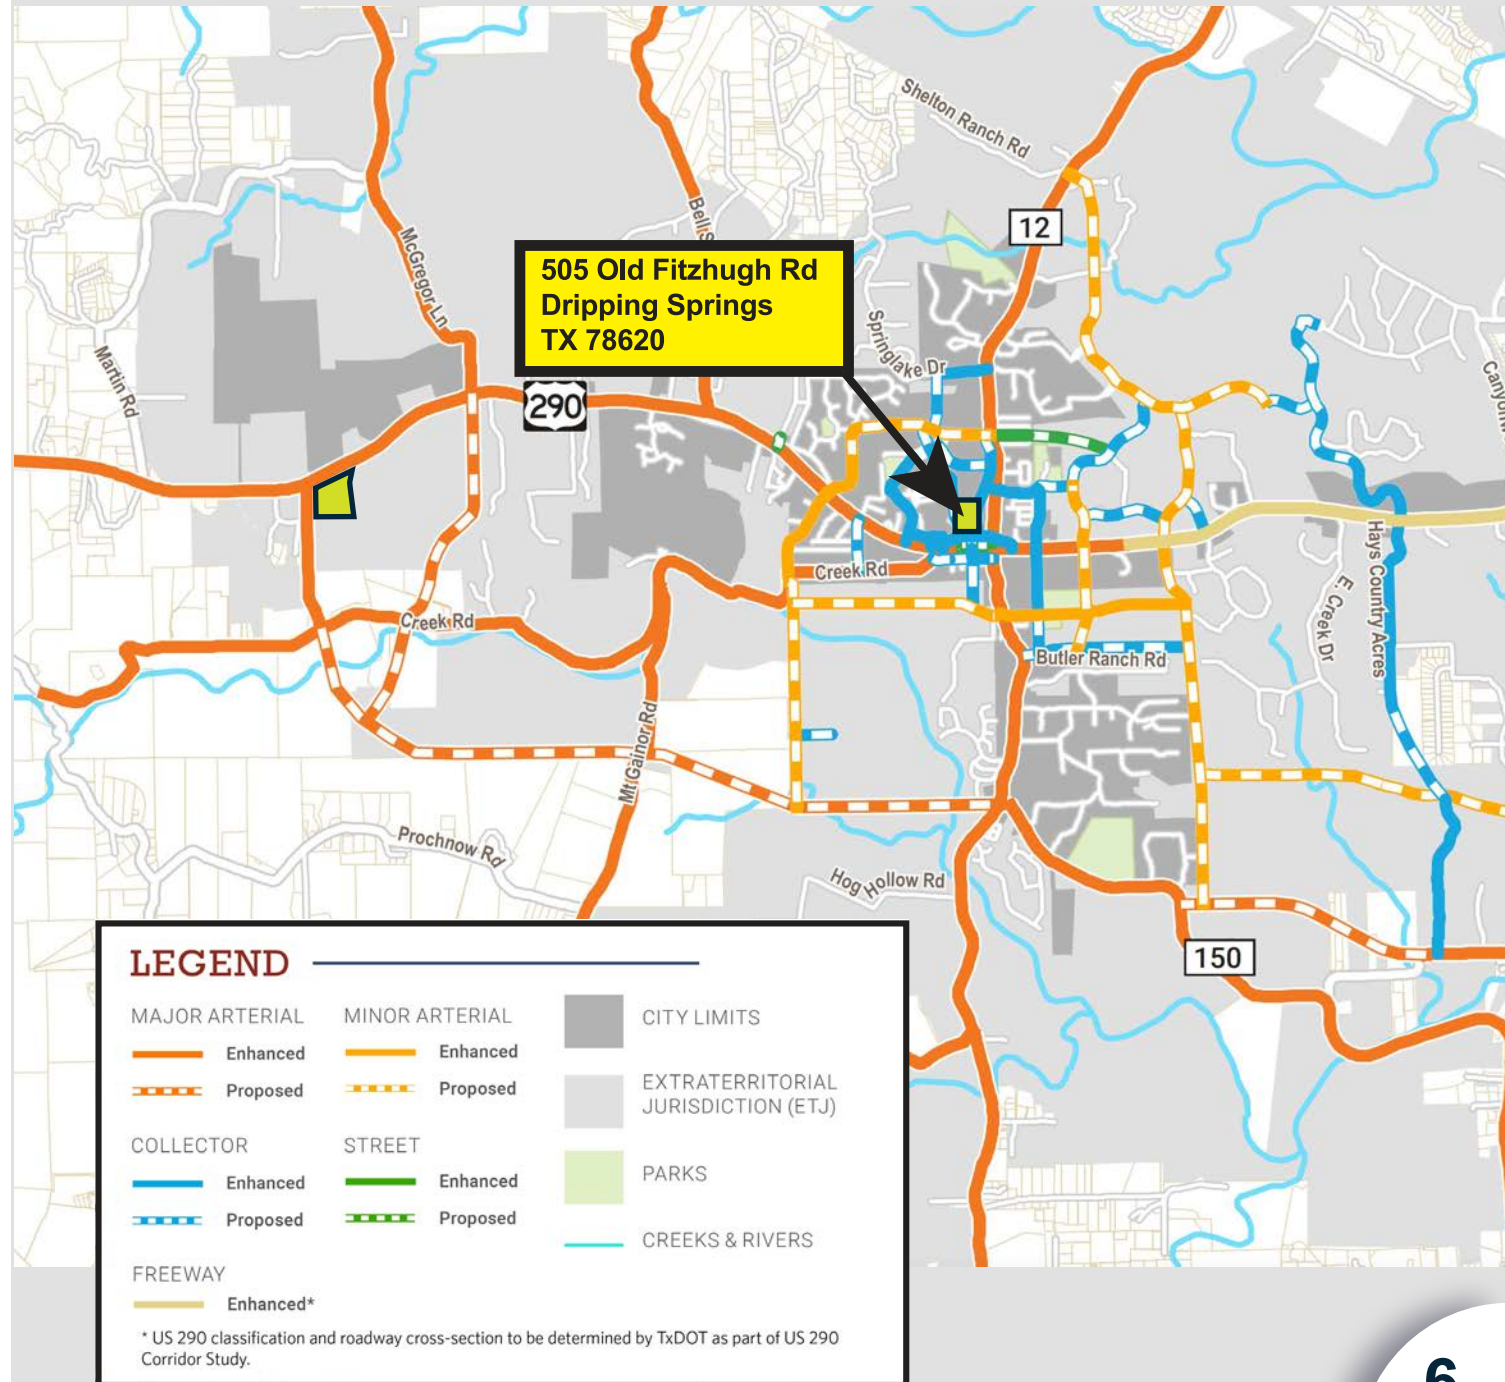 Shelton Ranch Rd
12
McGregor Ln
505 Old Fitzhugh Rd
Dripping Springs
TX 78620
Springlake Dr
Martin Rd
290
Hays Country Acres
E. Creek Dr
Creek Rd
Creek Rd
Butler Ranch Rd
Mt Gainor Rd
Prochnow Rd
Hog Hollow Rd
150
LEGEND
MAJOR ARTERIAL
Enhanced
Proposed
MINOR ARTERIAL
Enhanced
Proposed
COLLECTOR
Enhanced
Proposed
STREET
Enhanced
Proposed
FREEWAY
Enhanced*
CITY LIMITS
EXTRATERRITORIAL
JURISDICTION (ETJ)
PARKS
CREEKS & RIVERS
* US 290 classification and roadway cross-section to be determined by TxDOT as part of US 290
Corridor Study.
6